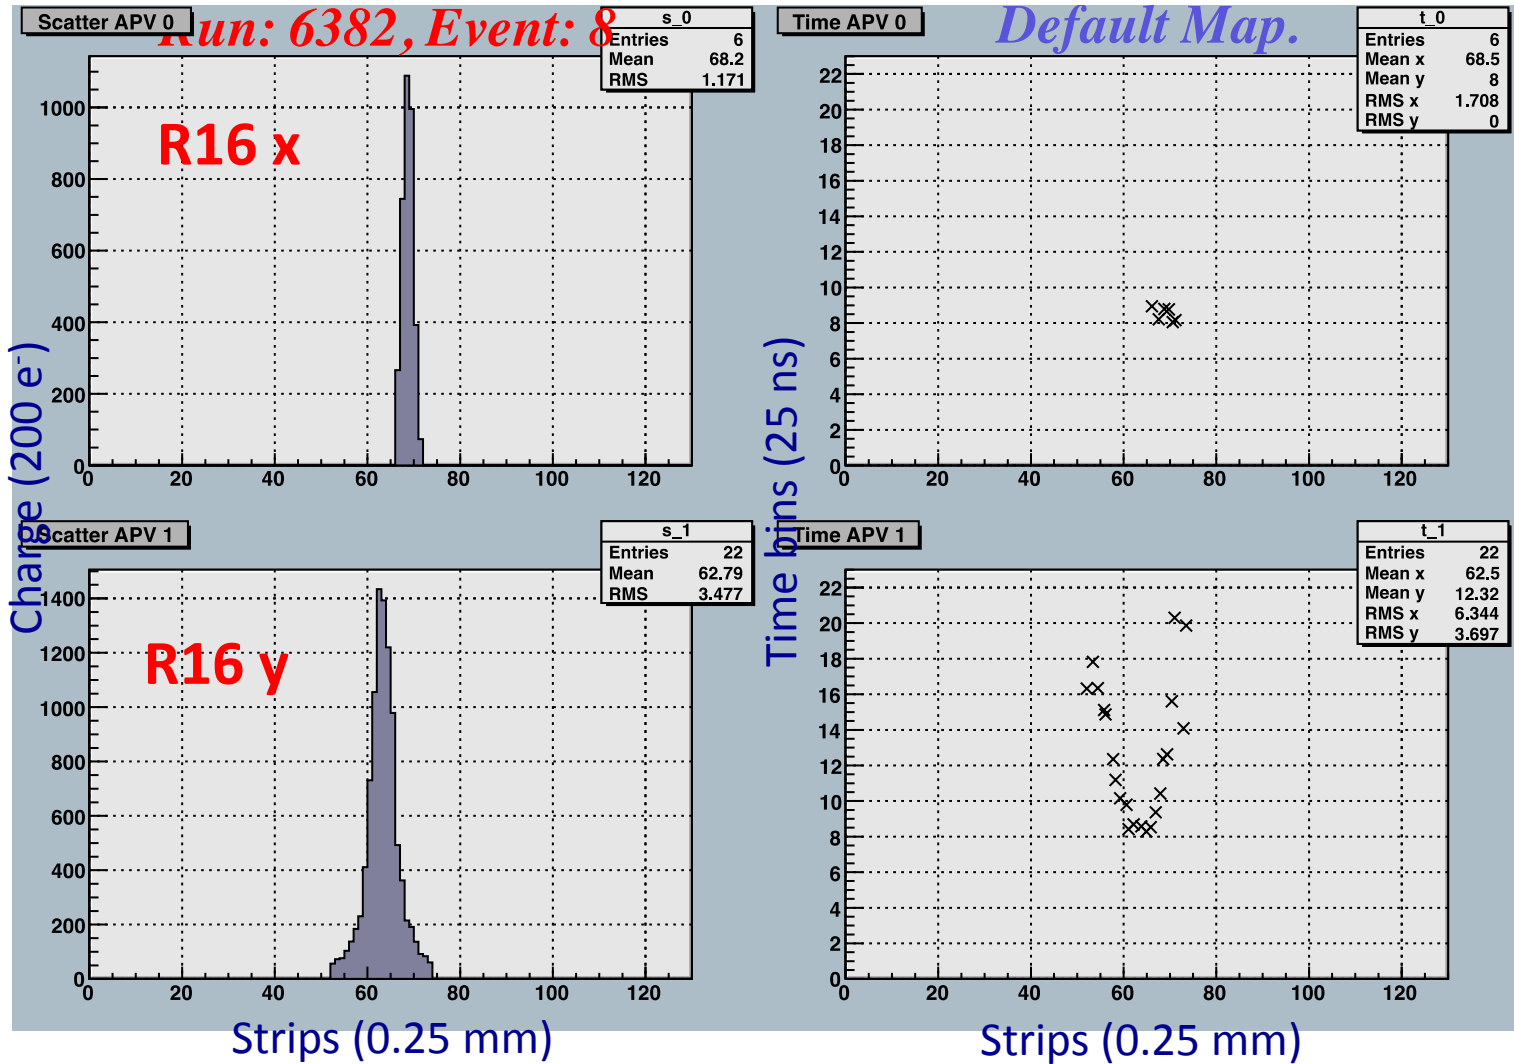 Scatter APV 0
Run: 6382, Event: 8
s_0
Entries 6
Mean 68.2
RMS 1.171
R16 x
1000
800
600
400
200
0
0 20 40 60 80 100 120
Time APV 0
Default Map.
t_0
Entries 6
Mean x 68.5
Mean y 8
RMS x 1.708
RMS y 0
22
20
18
16
14
12
10
8
6
4
2
0
0 20 40 60 80 100 120
Charge (200 e-)
Time bins (25 ns)
Scatter APV 1
s_1
Entries 22
Mean 62.79
RMS 3.477
R16 y
1400
1200
1000
800
600
400
200
0
0 20 40 60 80 100 120
Strips (0.25 mm)
Time APV 1
t_1
Entries 22
Mean x 62.5
Mean y 12.32
RMS x 6.344
RMS y 3.697
22
20
18
16
14
12
10
8
6
4
2
0
0 20 40 60 80 100 120
Strips (0.25 mm)